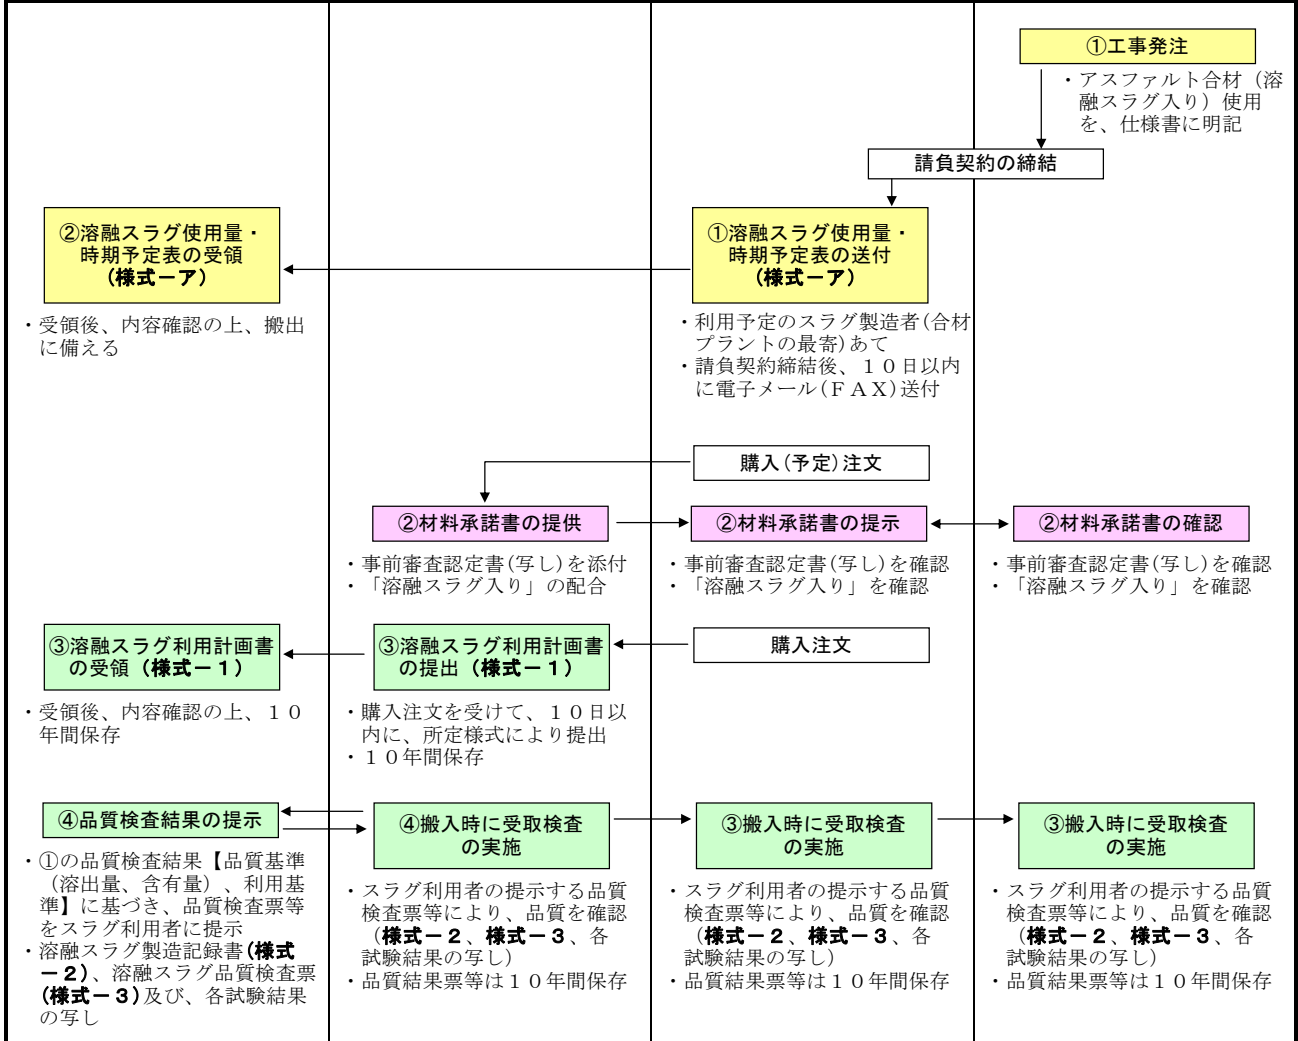 ①工事発注
・アスファルト合材（溶
融スラグ入り）使用
を、仕様書に明記
請負契約の締結
②溶融スラグ使用量・
時期予定表の受領
(様式－ア)
・受領後、内容確認の上、搬出
に備える
①溶融スラグ使用量・
時期予定表の送付
(様式－ア)
・利用予定のスラグ製造者(合材
プラントの最寄)あて
・請負契約締結後、１０日以内
に電子メール(ＦＡＸ)送付
購入(予定)注文
②材料承諾書の提供
・事前審査認定書(写し)を添付
・「溶融スラグ入り」の配合
②材料承諾書の提示
・事前審査認定書(写し)を確認
・「溶融スラグ入り」を確認
②材料承諾書の確認
・事前審査認定書(写し)を確認
・「溶融スラグ入り」を確認
③溶融スラグ利用計画書
の受領（様式－１）
・受領後、内容確認の上、１０
年間保存
③溶融スラグ利用計画書
の提出（様式－１）
・購入注文を受けて、１０日以
内に、所定様式により提出
・１０年間保存
購入注文
④品質検査結果の提示
・①の品質検査結果【品質基準
（溶出量、含有量）、利用基
準】に基づき、品質検査票等
をスラグ利用者に提示
・溶融スラグ製造記録書(様式
－２)、溶融スラグ品質検査票
(様式－３)及び、各試験結果
の写し
④搬入時に受取検査
の実施
・スラグ利用者の提示する品質
検査票等により、品質を確認
（様式－２、様式－３、各
試験結果の写し）
・品質結果票等は１０年間保存
③搬入時に受取検査
の実施
・スラグ利用者の提示する品質
検査票等により、品質を確認
（様式－２、様式－３、各
試験結果の写し）
・品質結果票等は１０年間保存
③搬入時に受取検査
の実施
・スラグ利用者の提示する品質
検査票等により、品質を確認
（様式－２、様式－３、各
試験結果の写し）
・品質結果票等は１０年間保存